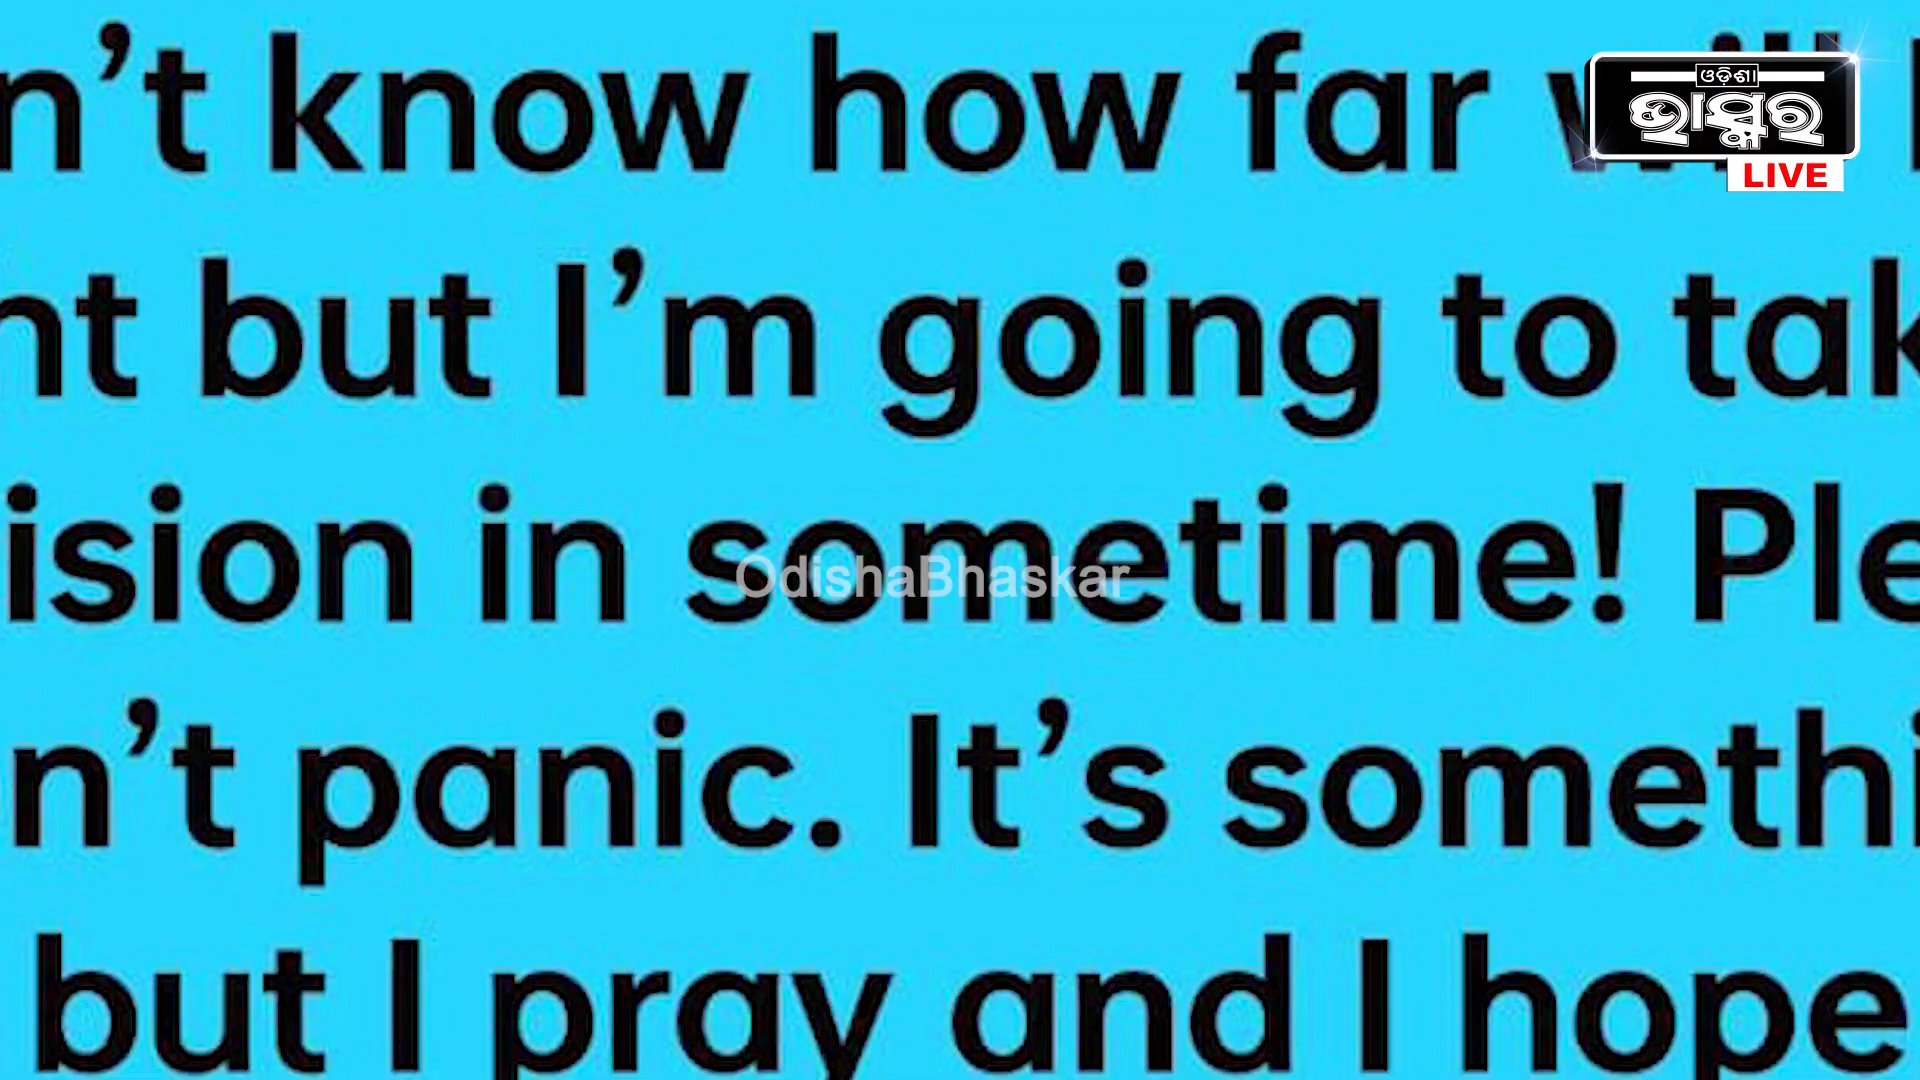 n't know how far will
nt but I'm going to tak
ision in sometime! Ple
n't panic. It's somethi
but I pray and I hope
ଓଡ଼ିଶା
ଭାସ୍କର
LIVE
OdishaBhaskar